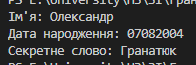 Ім'я: Олександр
Дата народження: 07082004
Секретне слово: Гранатюк